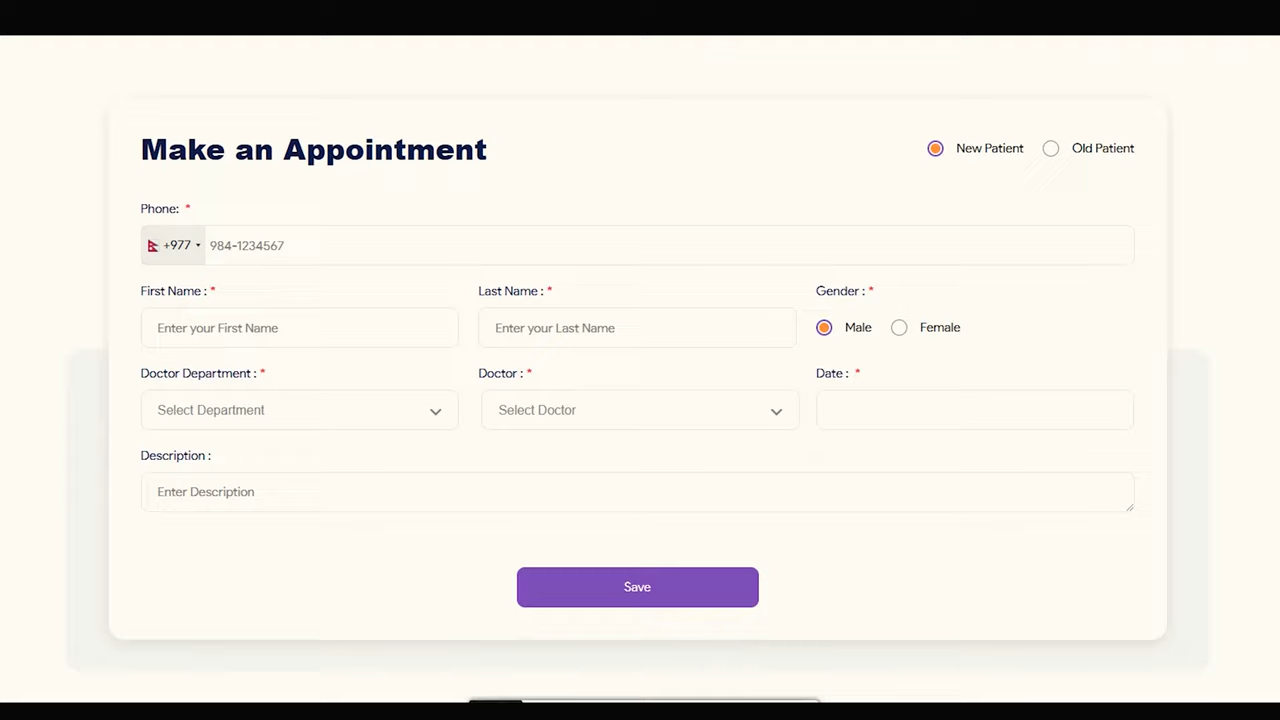 Make an Appointment
New Patient Old Patient
Phone: *
+977 984-1234567
First Name : * Last Name : * Gender : *
Enter your First Name Enter your Last Name Male Female
Doctor Department : * Doctor : * Date : *
Select Department Select Doctor
Description :
Enter Description
Save